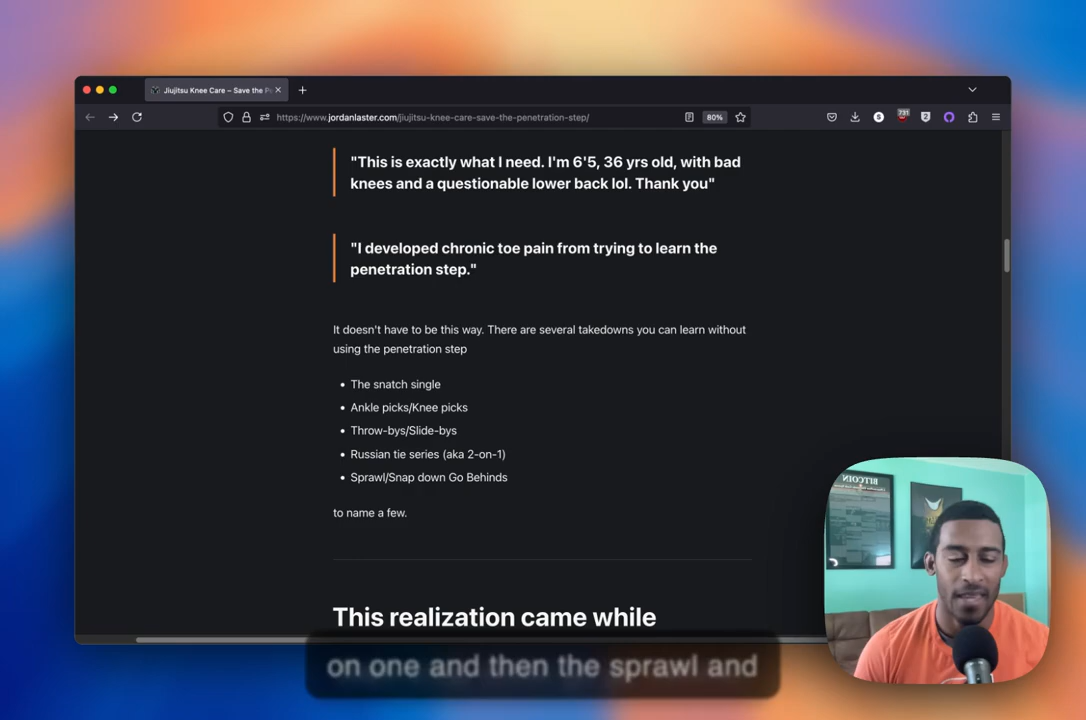 Jiujitsu Knee Care – Save the Pe
https://www.jordanlaster.com/jiujitsu-knee-care-save-the-penetration-step/
80%
731
"This is exactly what I need. I'm 6'5, 36 yrs old, with bad
knees and a questionable lower back lol. Thank you"
"I developed chronic toe pain from trying to learn the
penetration step."
It doesn't have to be this way. There are several takedowns you can learn without
using the penetration step
• The snatch single
• Ankle picks/Knee picks
• Throw-bys/Slide-bys
• Russian tie series (aka 2-on-1)
• Sprawl/Snap down Go Behinds
to name a few.
This realization came while
on one and then the sprawl and
BITCOIN